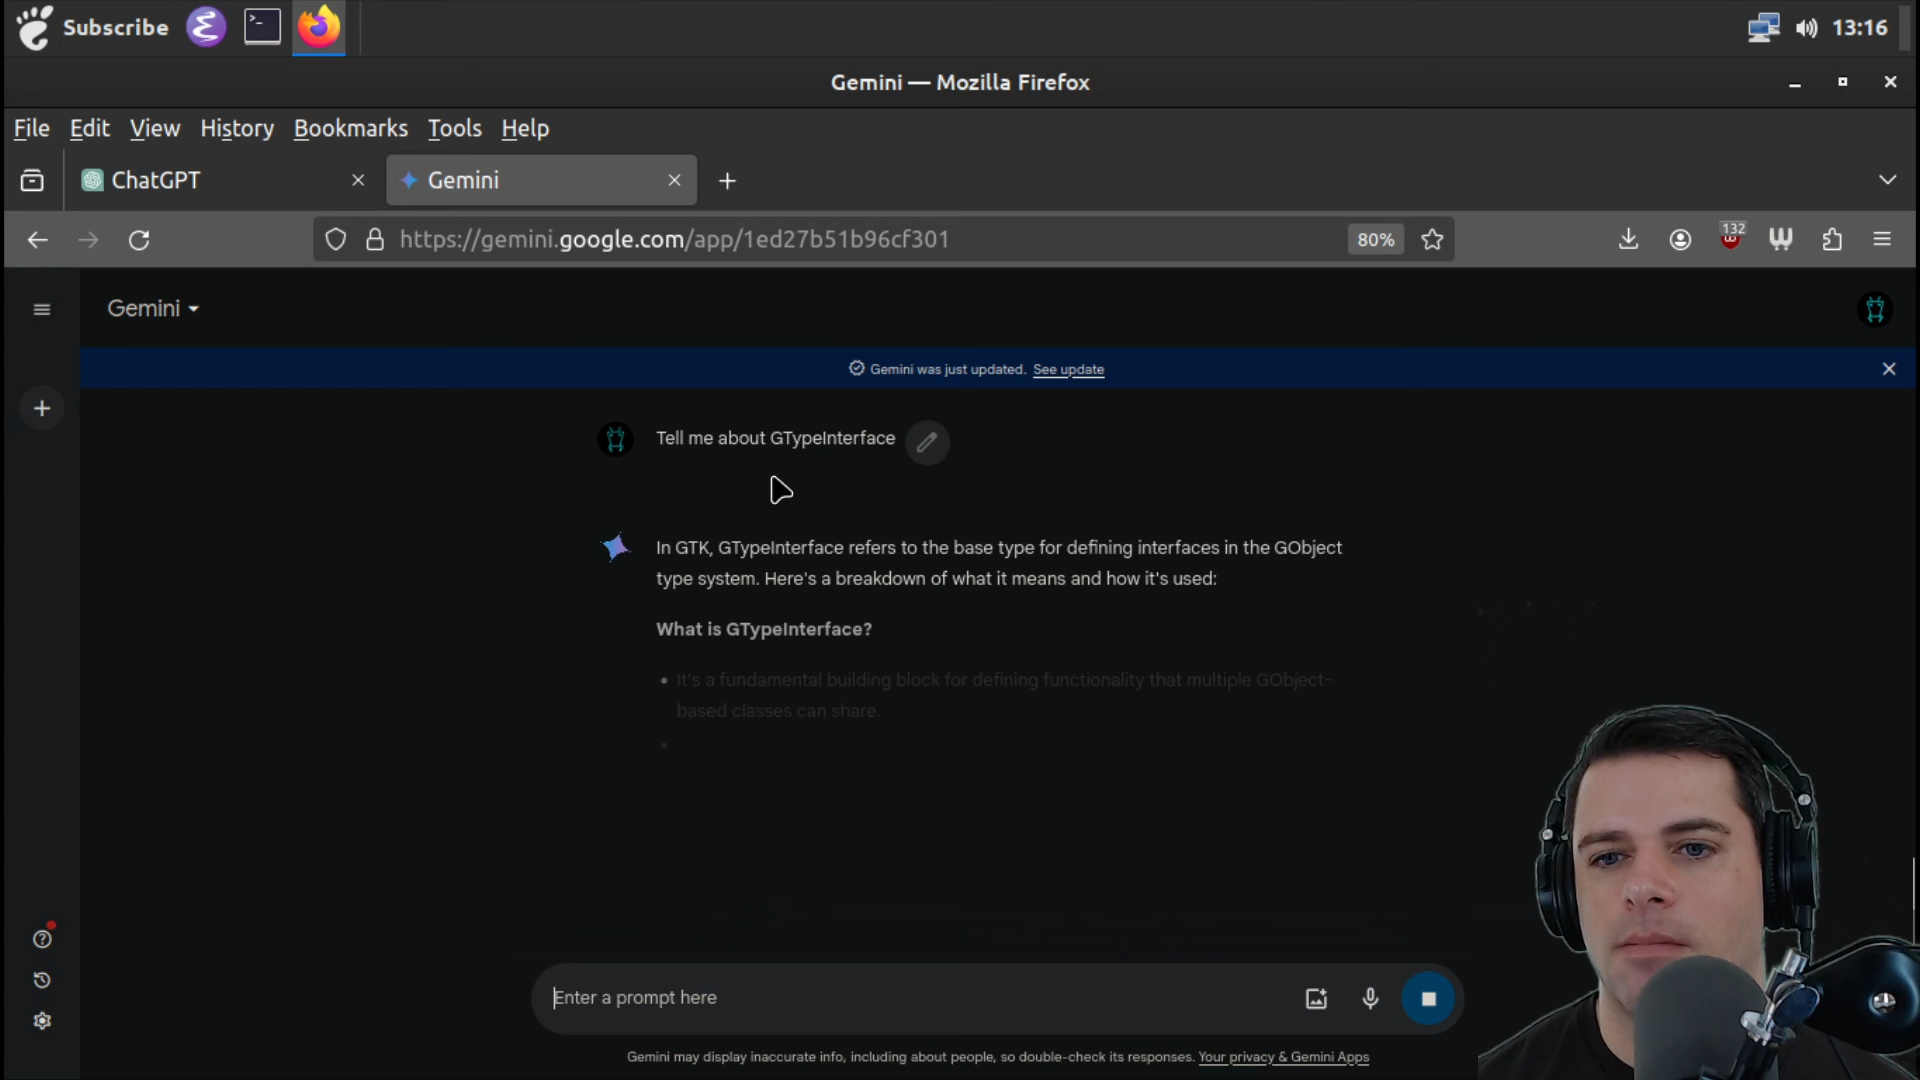 Subscribe
13:16
Gemini — Mozilla Firefox
File Edit View History Bookmarks Tools Help
ChatGPT
Gemini
https://gemini.google.com/app/1ed27b51b96cf301
80%
132
Gemini
Gemini was just updated. See update
Tell me about GTypeInterface
In GTK, GTypeInterface refers to the base type for defining interfaces in the GObject
type system. Here's a breakdown of what it means and how it's used:
What is GTypeInterface?
• It's a fundamental building block for defining functionality that multiple GObject-
based classes can share.
•
Enter a prompt here
Gemini may display inaccurate info, including about people, so double-check its responses. Your privacy & Gemini Apps